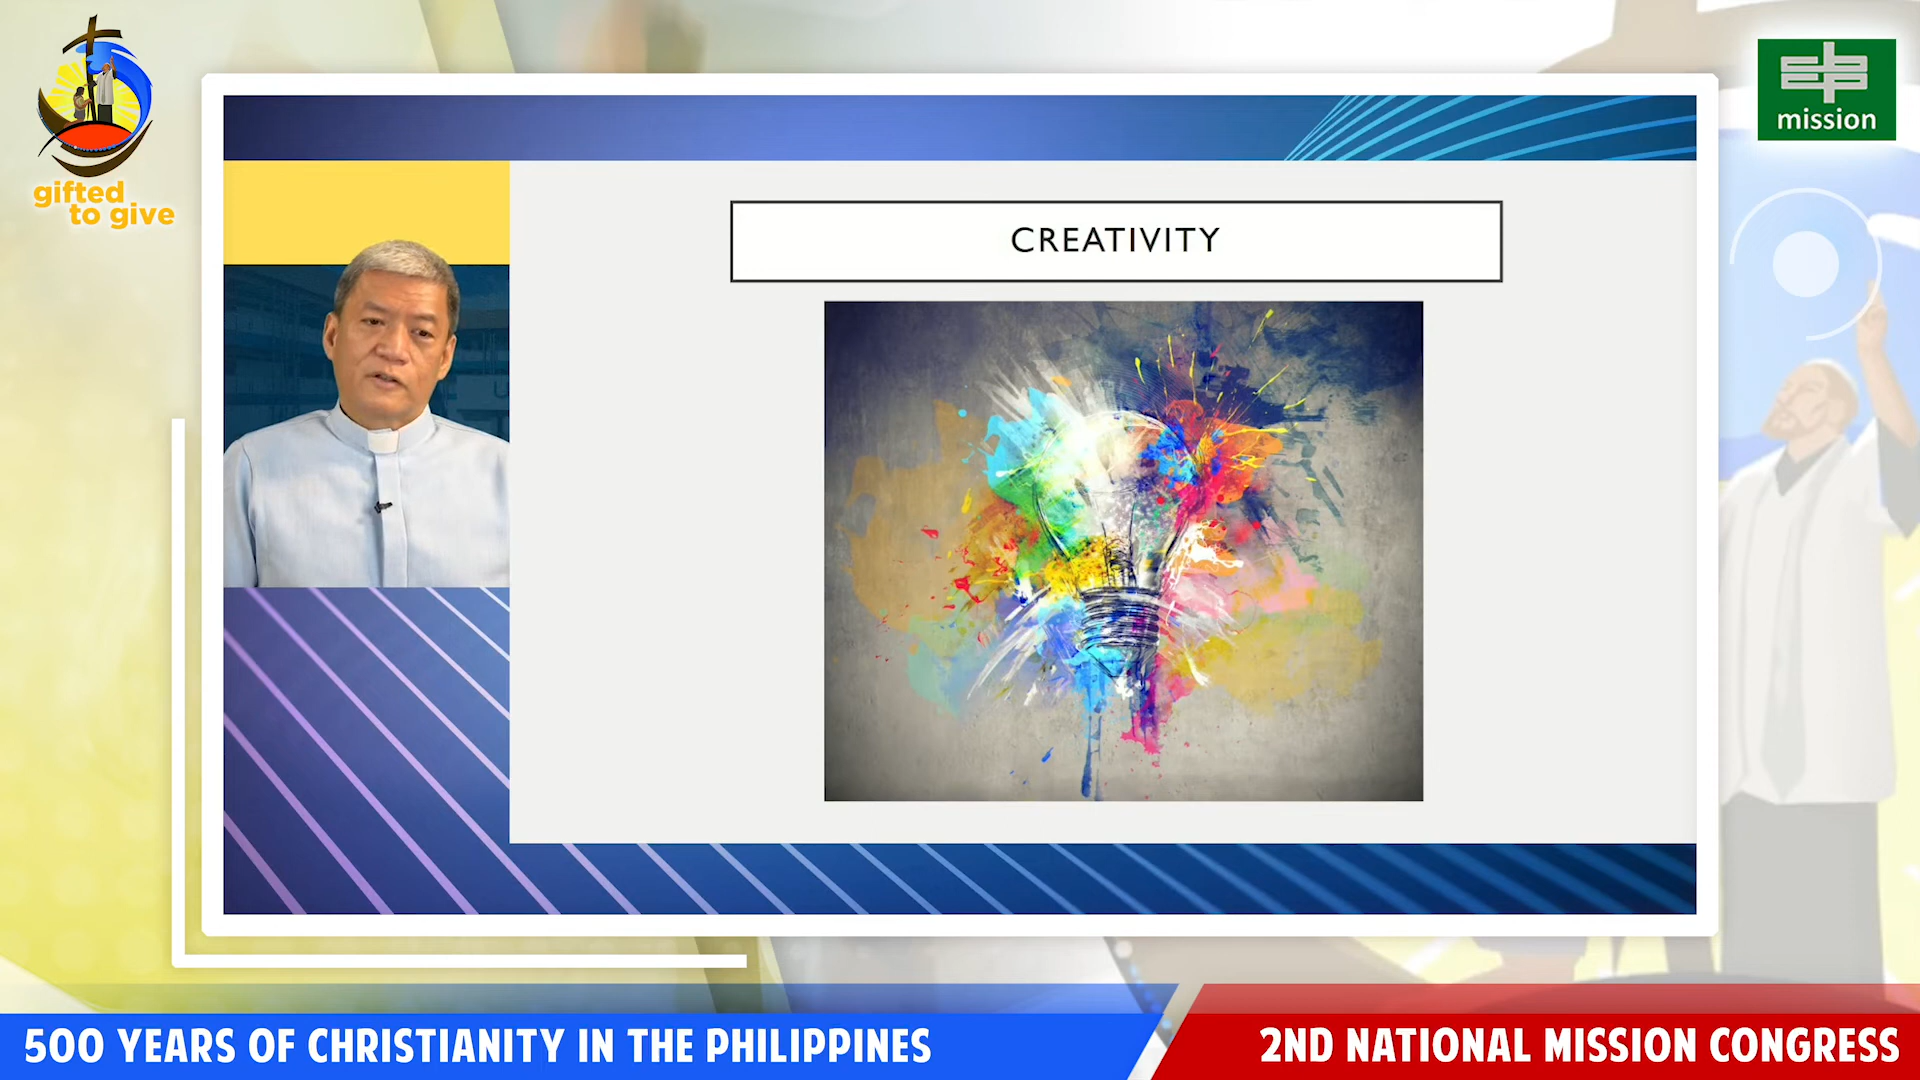 gifted
to give
mission
CREATIVITY
500 YEARS OF CHRISTIANITY IN THE PHILIPPINES
2ND NATIONAL MISSION CONGRESS